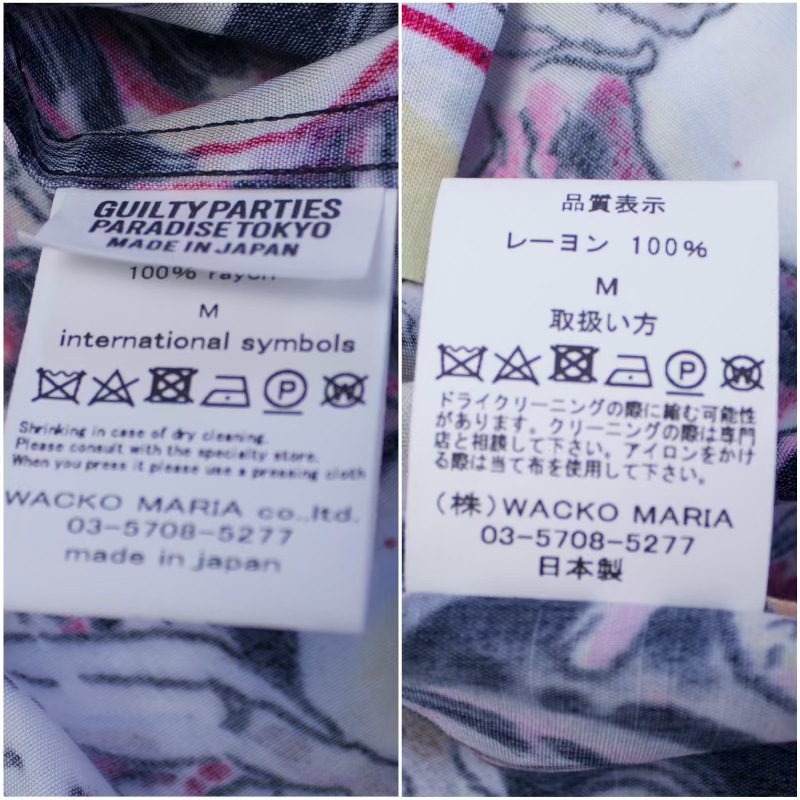 GUILTY PARTIES
PARADISE TOKYO
MADE IN JAPAN
100% rayon
M
international symbols
P
W
Shrinking in case of dry cleaning.
Please consult with the specialty store.
When you press it please use a pressing cloth
WACKO MARIA co.,ltd.
03-5708-5277
made in japan
品質表示
レーヨン 100%
M
取扱い方
P
W
ドライクリーニングの際に縮む可能性
があります。クリーニングの際は専門
店と相談して下さい。アイロンをかけ
る際は当て布を使用して下さい。
(株)WACKO MARIA
03-5708-5277
日本製